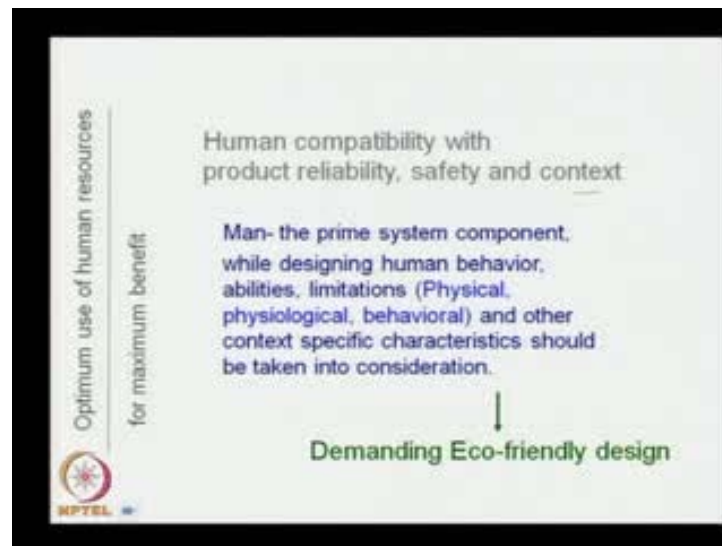 Optimum use of human resources
for maximum benefit
Human compatibility with
product reliability, safety and context
Man- the prime system component,
while designing human behavior,
abilities, limitations (Physical,
physiological, behavioral) and other
context specific characteristics should
be taken into consideration.
Demanding Eco-friendly design
NPTEL